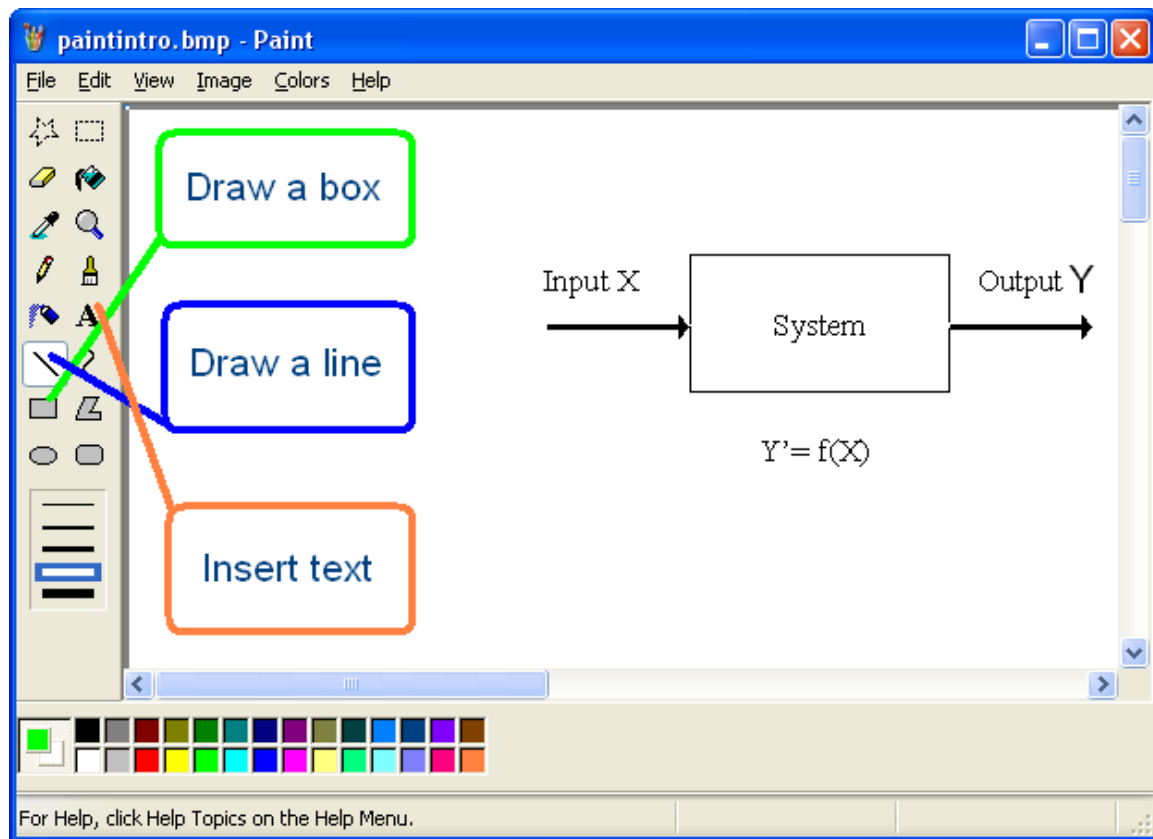 paintintro.bmp - Paint
File Edit View Image Colors Help
Draw a box
Draw a line
Insert text
Input X
System
Output Y
Y’= f(X)
A
For Help, click Help Topics on the Help Menu.